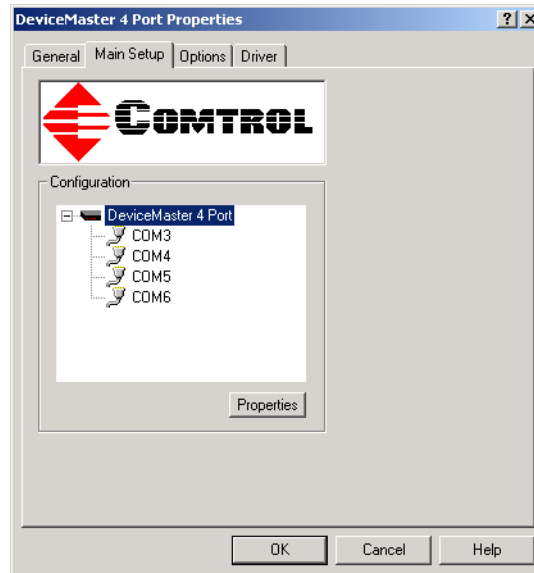 DeviceMaster 4 Port Properties
General Main Setup Options Driver
COMTROL
Configuration
DeviceMaster 4 Port
COM3
COM4
COM5
COM6
Properties
OK Cancel Help